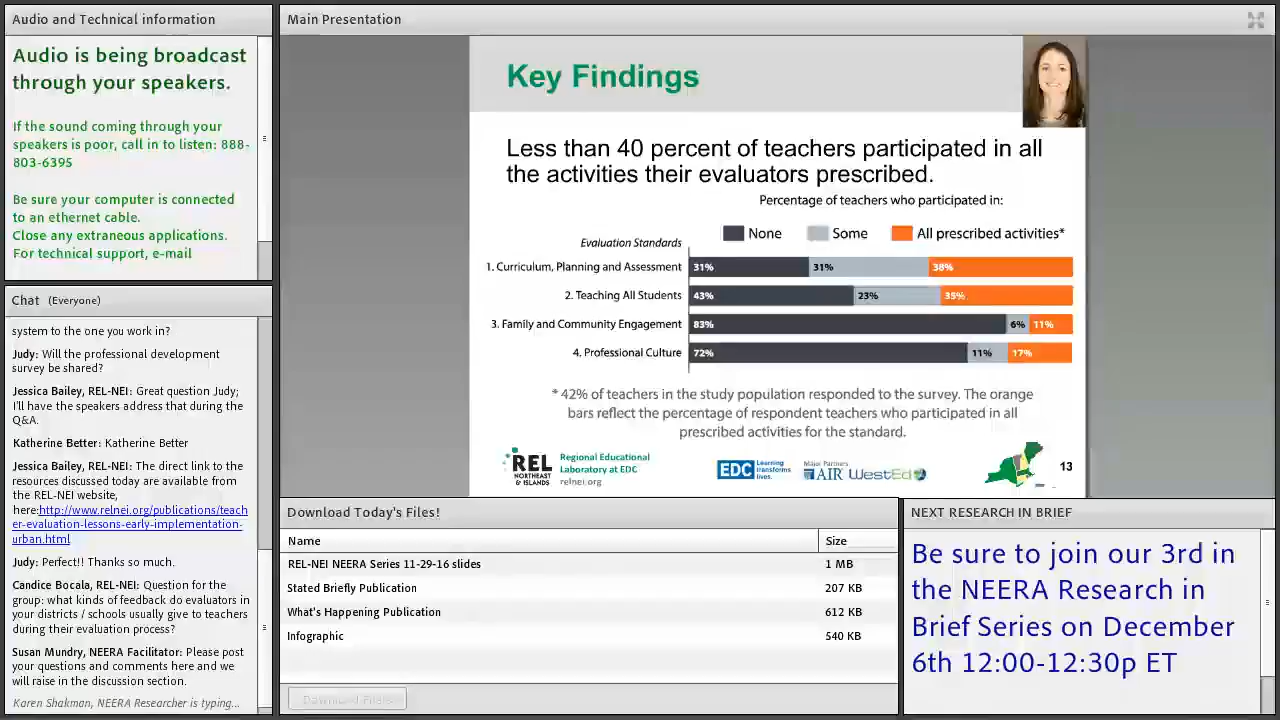 Audio and Technical information
Audio is being broadcast
through your speakers.
If the sound coming through your
speakers is poor, call in to listen: 888-
803-6395
Be sure your computer is connected
to an ethernet cable.
Close any extraneous applications.
For technical support, e-mail
Chat (Everyone)
system to the one you work in?
Judy: Will the professional development
survey be shared?
Jessica Bailey, REL-NEI: Great question Judy;
I'll have the speakers address that during the
Q&A.
Katherine Better: Katherine Better
Jessica Bailey, REL-NEI: The direct link to the
resources discussed today are available from
the REL-NEI website,
here:http://www.relnei.org/publications/teach
er-evaluation-lessons-early-implementation-
urban.html
Judy: Perfect!! Thanks so much.
Candice Bocala, REL-NEI: Question for the
group: what kinds of feedback do evaluators in
your districts / schools usually give to teachers
during their evaluation process?
Susan Mundry, NEERA Facilitator: Please post
your questions and comments here and we
will raise in the discussion section.
Karen Shakman, NEERA Researcher is typing...
Main Presentation
Key Findings
Less than 40 percent of teachers participated in all
the activities their evaluators prescribed.
Percentage of teachers who participated in:
None Some All prescribed activities*
Evaluation Standards
1. Curriculum, Planning and Assessment 31% 31% 38%
2. Teaching All Students 43% 23% 35%
3. Family and Community Engagement 83% 6% 11%
4. Professional Culture 72% 11% 17%
* 42% of teachers in the study population responded to the survey. The orange
bars reflect the percentage of respondent teachers who participated in all
prescribed activities for the standard.
REL
NORTHEAST
& ISLANDS
Regional Educational
Laboratory at EDC
relnei.org
EDC
Learning
transforms
lives.
Major Partners
AIR WestEd
13
Download Today's Files!
Name Size
REL-NEI NEERA Series 11-29-16 slides 1 MB
Stated Briefly Publication 207 KB
What's Happening Publication 612 KB
Infographic 540 KB
Download File(s)
NEXT RESEARCH IN BRIEF
Be sure to join our 3rd in
the NEERA Research in
Brief Series on December
6th 12:00-12:30p ET